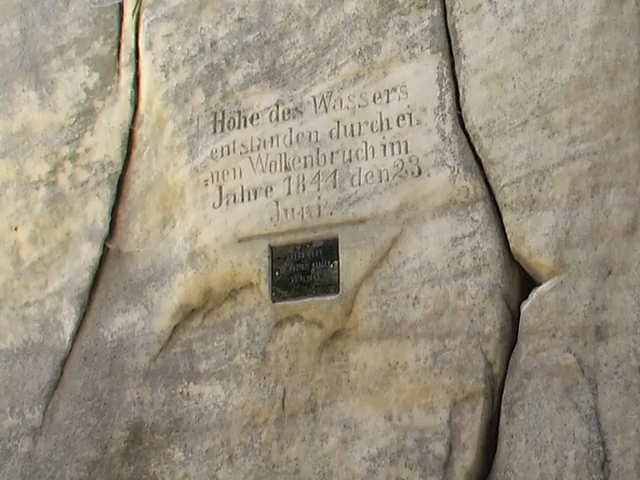 Höhe des Wassers
entstanden durch ei-
nen Wolkenbruch im
Jahre 1844 den 23.
Juni.